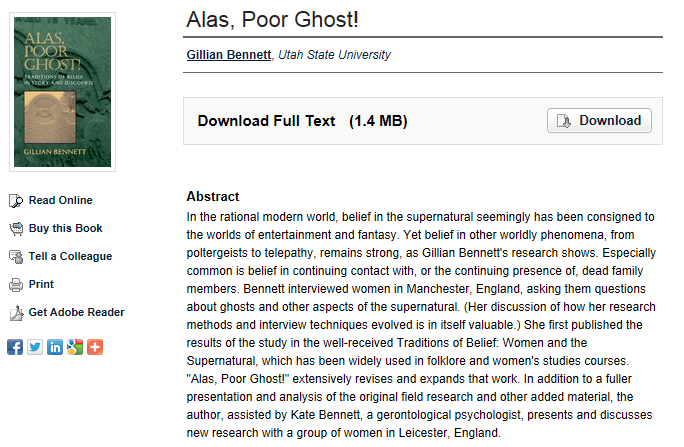 ALAS,
POOR
GHOST!
TRADITIONS OF BELIEF
IN STORY AND DISCOURSE
GILLIAN BENNETT
Read Online
Buy this Book
Tell a Colleague
Print
Get Adobe Reader
Alas, Poor Ghost!
Gillian Bennett, Utah State University
Download Full Text (1.4 MB)
Download
Abstract
In the rational modern world, belief in the supernatural seemingly has been consigned to
the worlds of entertainment and fantasy. Yet belief in other worldly phenomena, from
poltergeists to telepathy, remains strong, as Gillian Bennett's research shows. Especially
common is belief in continuing contact with, or the continuing presence of, dead family
members. Bennett interviewed women in Manchester, England, asking them questions
about ghosts and other aspects of the supernatural. (Her discussion of how her research
methods and interview techniques evolved is in itself valuable.) She first published the
results of the study in the well-received Traditions of Belief: Women and the
Supernatural, which has been widely used in folklore and women's studies courses.
"Alas, Poor Ghost!" extensively revises and expands that work. In addition to a fuller
presentation and analysis of the original field research and other added material, the
author, assisted by Kate Bennett, a gerontological psychologist, presents and discusses
new research with a group of women in Leicester, England.